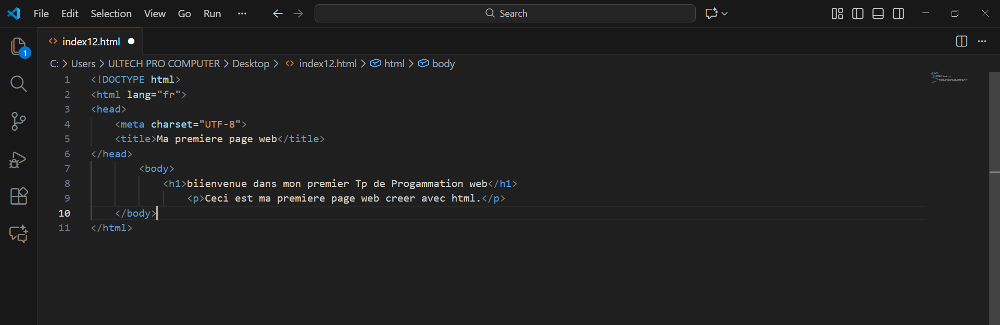 File Edit Selection View Go Run ··· Search
index12.html
1
C: > Users > ULTECH PRO COMPUTER > Desktop > index12.html > html > body
1 <!DOCTYPE html>
2 <html lang="fr">
3 <head>
4 <meta charset="UTF-8">
5 <title>Ma premiere page web</title>
6 </head>
7 <body>
8 <h1>biienvenue dans mon premier Tp de Progammation web</h1>
9 <p>Ceci est ma premiere page web creer avec html.</p>
10 </body>
11 </html>